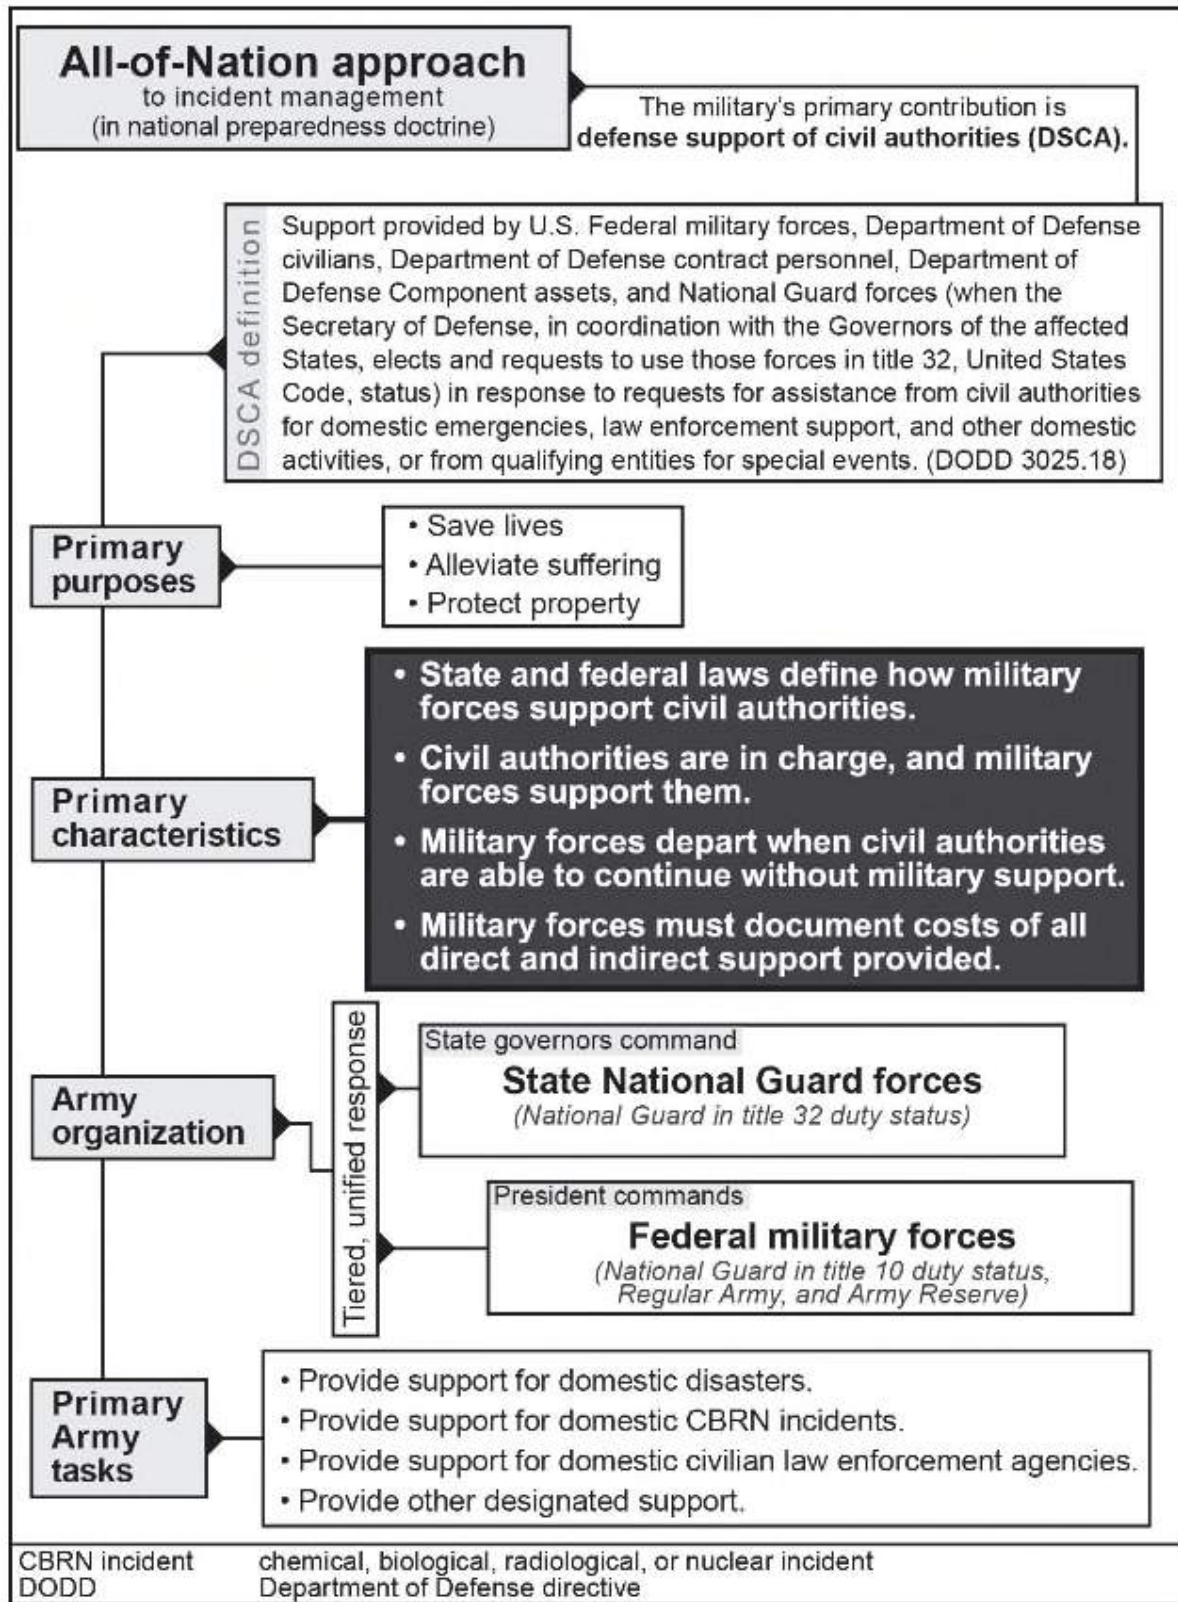 All-of-Nation approach
to incident management
(in national preparedness doctrine)
The military's primary contribution is
defense support of civil authorities (DSCA).
DSCA definition
Support provided by U.S. Federal military forces, Department of Defense
civilians, Department of Defense contract personnel, Department of
Defense Component assets, and National Guard forces (when the
Secretary of Defense, in coordination with the Governors of the affected
States, elects and requests to use those forces in title 32, United States
Code, status) in response to requests for assistance from civil authorities
for domestic emergencies, law enforcement support, and other domestic
activities, or from qualifying entities for special events. (DODD 3025.18)
Primary
purposes
• Save lives
• Alleviate suffering
• Protect property
Primary
characteristics
• State and federal laws define how military
forces support civil authorities.
• Civil authorities are in charge, and military
forces support them.
• Military forces depart when civil authorities
are able to continue without military support.
• Military forces must document costs of all
direct and indirect support provided.
Army
organization
Tiered, unified response
State governors command
State National Guard forces
(National Guard in title 32 duty status)
President commands
Federal military forces
(National Guard in title 10 duty status,
Regular Army, and Army Reserve)
Primary
Army
tasks
• Provide support for domestic disasters.
• Provide support for domestic CBRN incidents.
• Provide support for domestic civilian law enforcement agencies.
• Provide other designated support.
CBRN incident chemical, biological, radiological, or nuclear incident
DODD Department of Defense directive